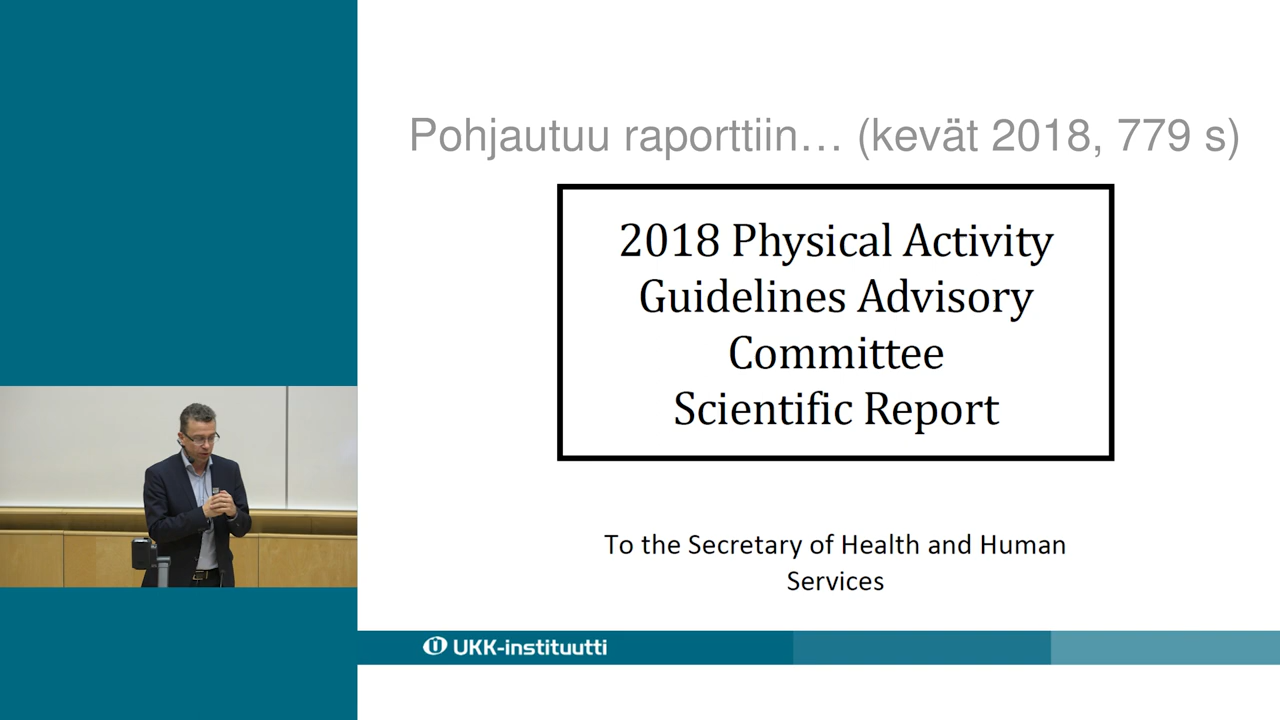 Pohjautuu raporttiin… (kevät 2018, 779 s)
2018 Physical Activity
Guidelines Advisory
Committee
Scientific Report
To the Secretary of Health and Human
Services
UKK-instituutti